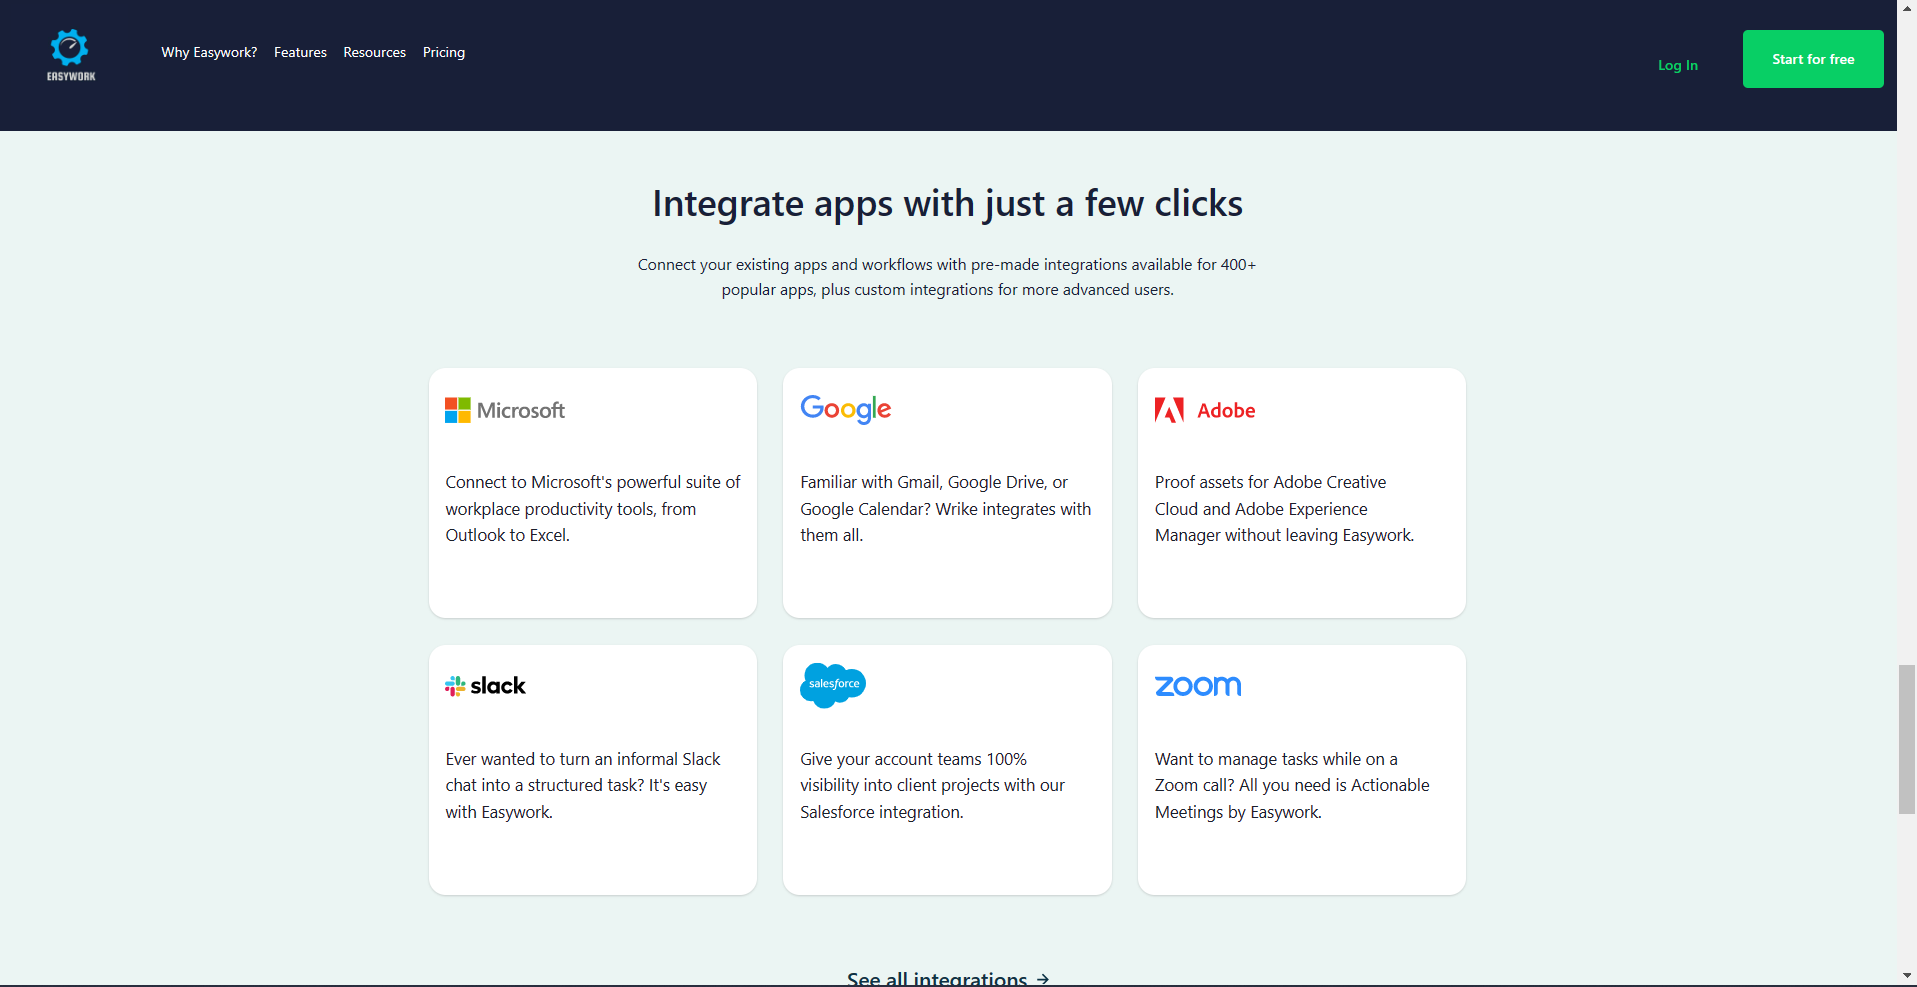 EASYWORK
Why Easywork? Features Resources Pricing
Log In
Start for free
Integrate apps with just a few clicks
Connect your existing apps and workflows with pre-made integrations available for 400+
popular apps, plus custom integrations for more advanced users.
Microsoft
Connect to Microsoft's powerful suite of
workplace productivity tools, from
Outlook to Excel.
Google
Familiar with Gmail, Google Drive, or
Google Calendar? Wrike integrates with
them all.
Adobe
Proof assets for Adobe Creative
Cloud and Adobe Experience
Manager without leaving Easywork.
slack
Ever wanted to turn an informal Slack
chat into a structured task? It's easy
with Easywork.
salesforce
Give your account teams 100%
visibility into client projects with our
Salesforce integration.
zoom
Want to manage tasks while on a
Zoom call? All you need is Actionable
Meetings by Easywork.
See all integrations →